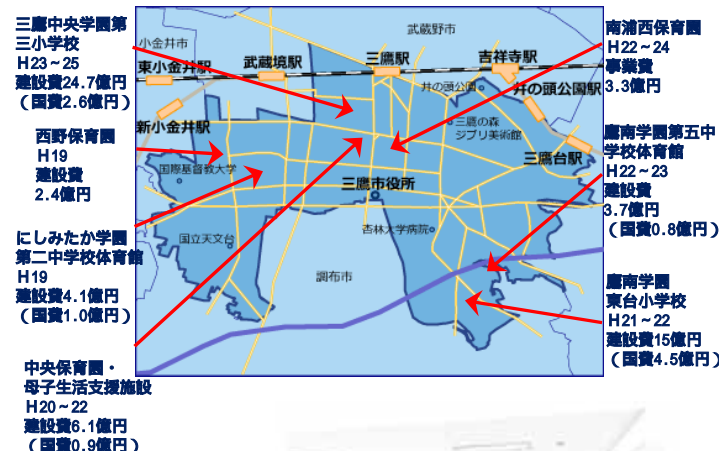 三鷹中央学園第
三小学校
H23~25
建設費24.7億円
(国費2.6億円)
西野保育園
H19
建設費
2.4億円
にしみたか学園
第二中学校体育館
H19
建設費4.1億円
(国費1.0億円)
中央保育園・
母子生活支援施設
H20~22
建設費6.1億円
(国費0.9億円)
武蔵野市
小金井市
東小金井駅
武蔵境駅
三鷹駅
吉祥寺駅
井の頭公園
井の頭公園駅
新小金井駅
三鷹の森
ジブリ美術館
三鷹台駅
国際基督教大学
三鷹市役所
国立天文台
杏林大学病院
調布市
南浦西保育園
H22~24
事業費
3.3億円
鷹南学園第五中
学校体育館
H22~23
建設費
3.7億円
(国費0.8億円)
鷹南学園
東台小学校
H21~22
建設費15億円
(国費4.5億円)